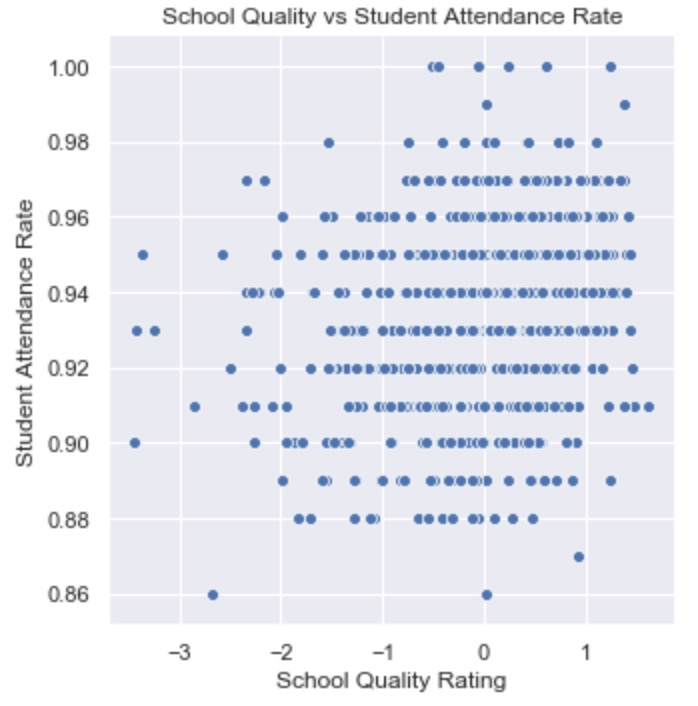 School Quality vs Student Attendance Rate
Student Attendance Rate
1.00
0.98
0.96
0.94
0.92
0.90
0.88
0.86
−3 −2 −1 0 1
School Quality Rating